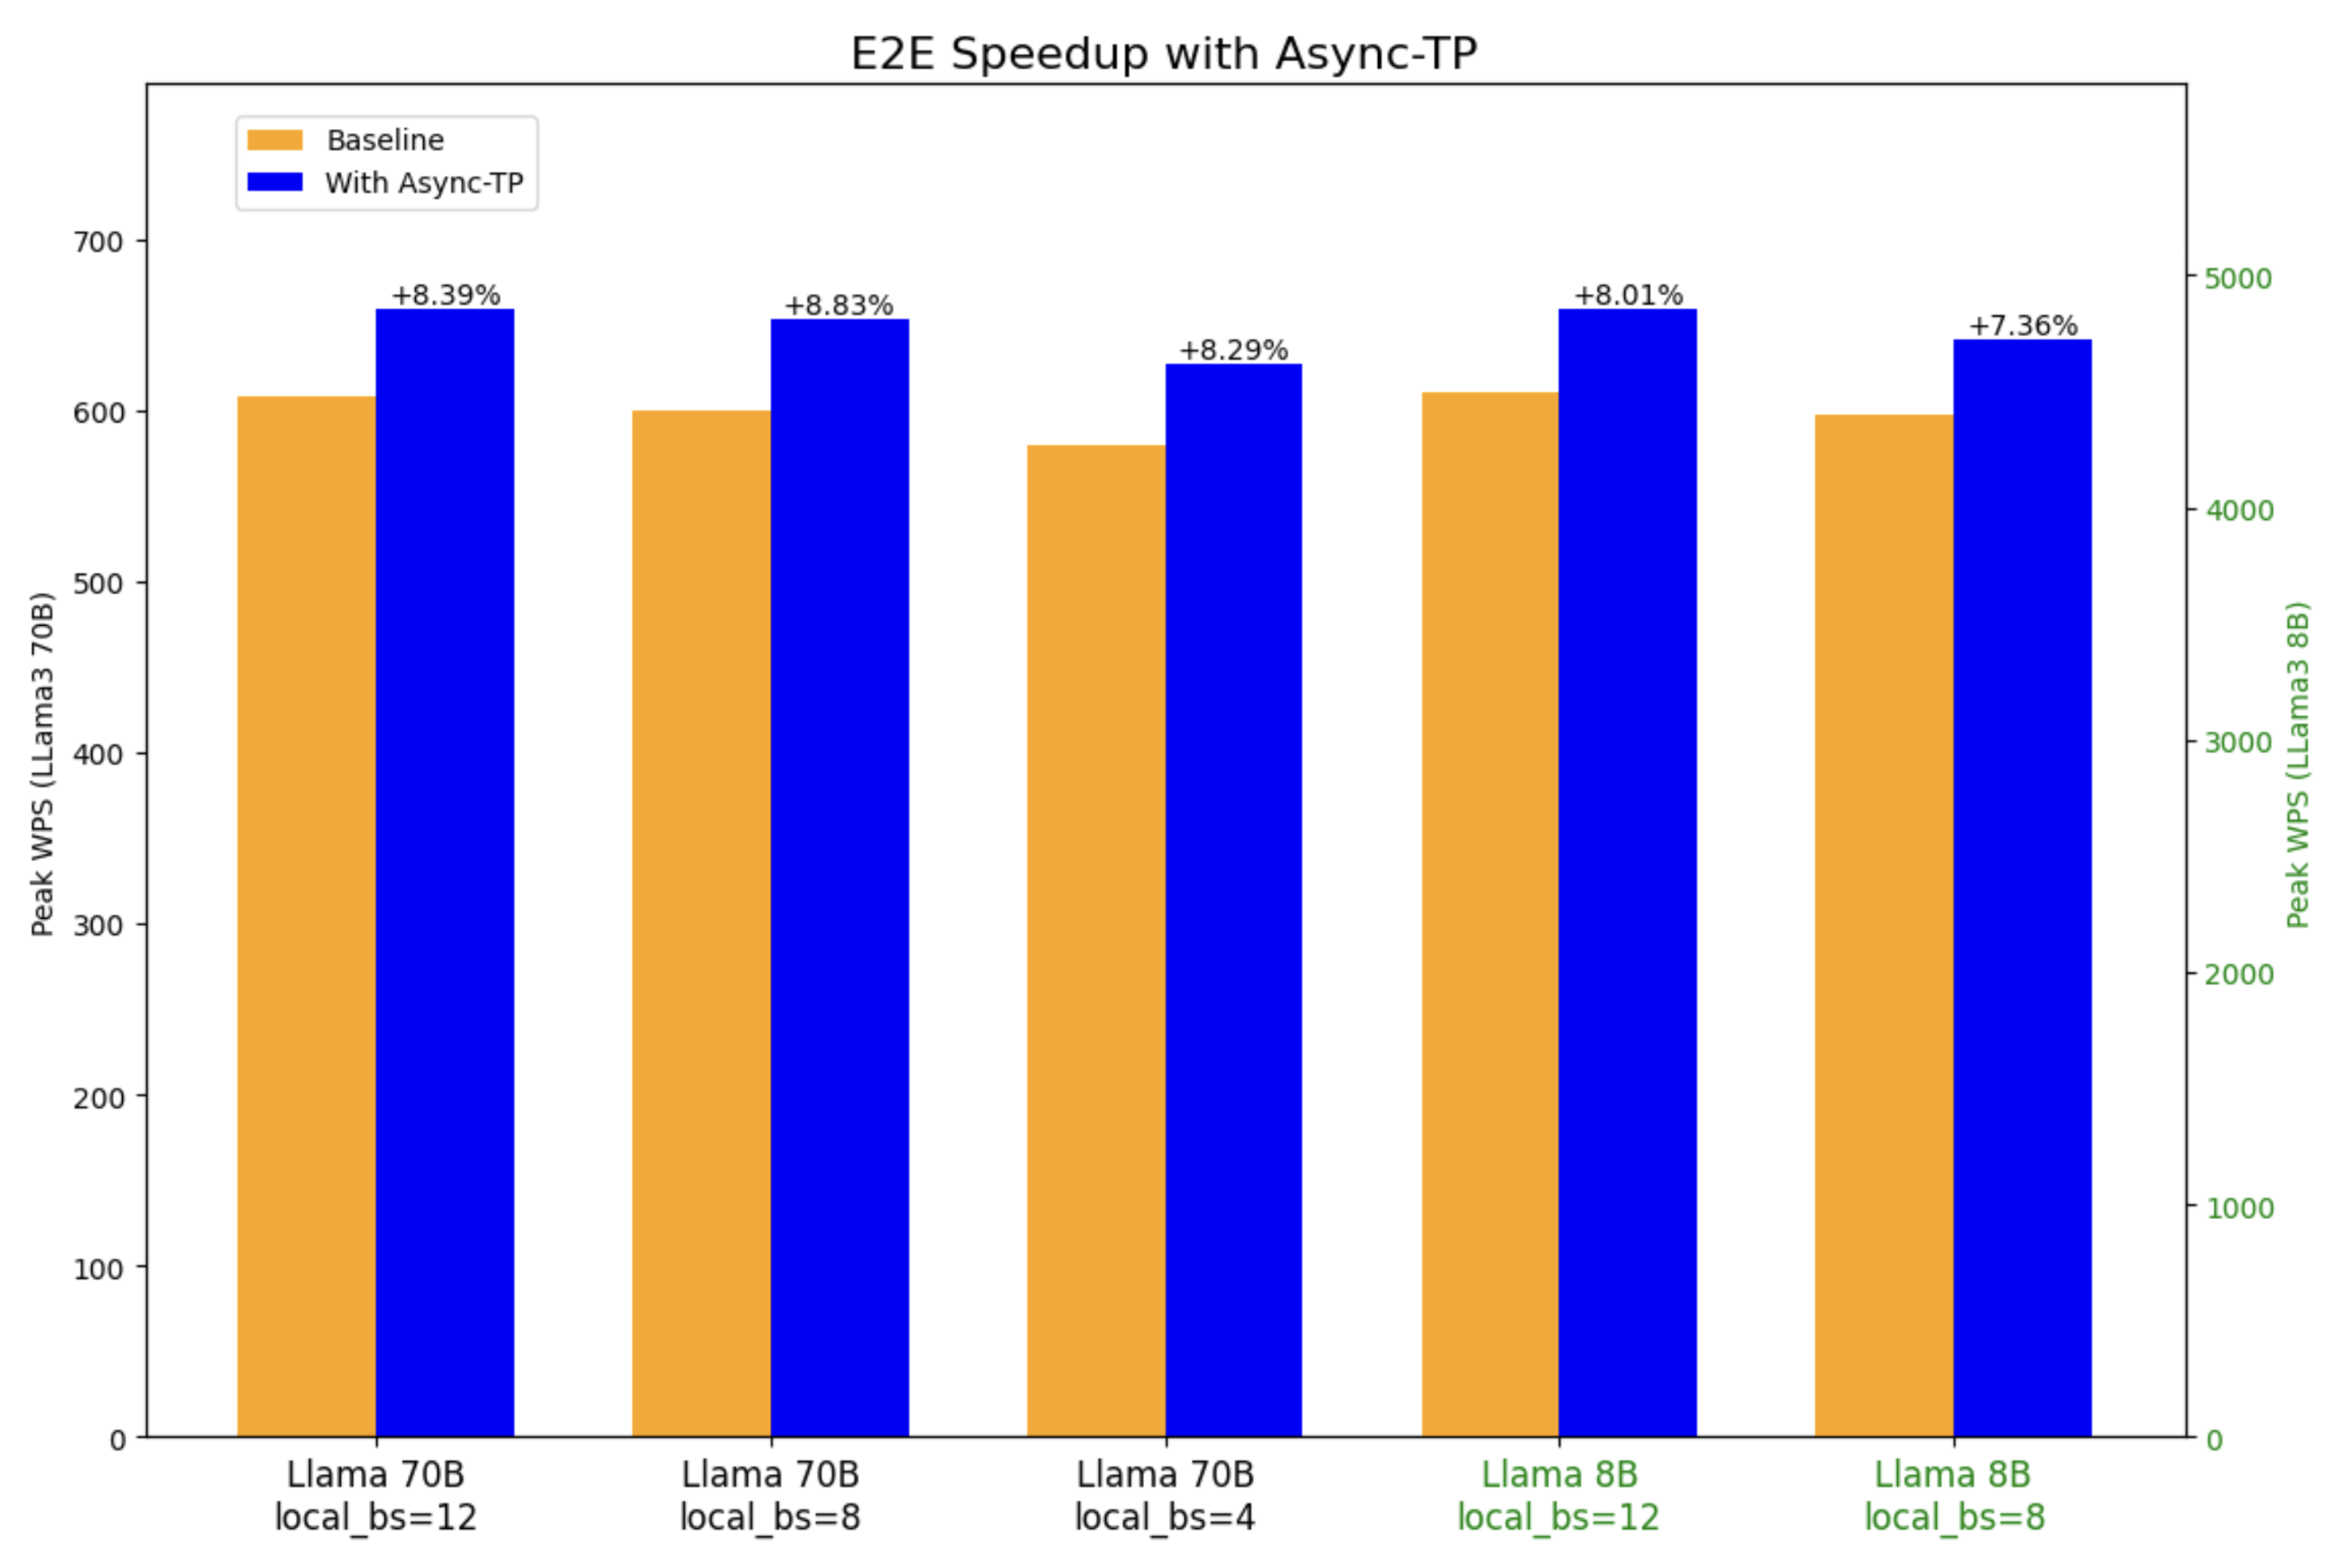 E2E Speedup with Async-TP
Baseline
With Async-TP
Peak WPS (LLama3 70B)
700
600
500
400
300
200
100
0
+8.39%
+8.83%
+8.29%
+8.01%
+7.36%
5000
4000
3000
2000
1000
0
Peak WPS (LLama3 8B)
Llama 70B
local_bs=12
Llama 70B
local_bs=8
Llama 70B
local_bs=4
Llama 8B
local_bs=12
Llama 8B
local_bs=8